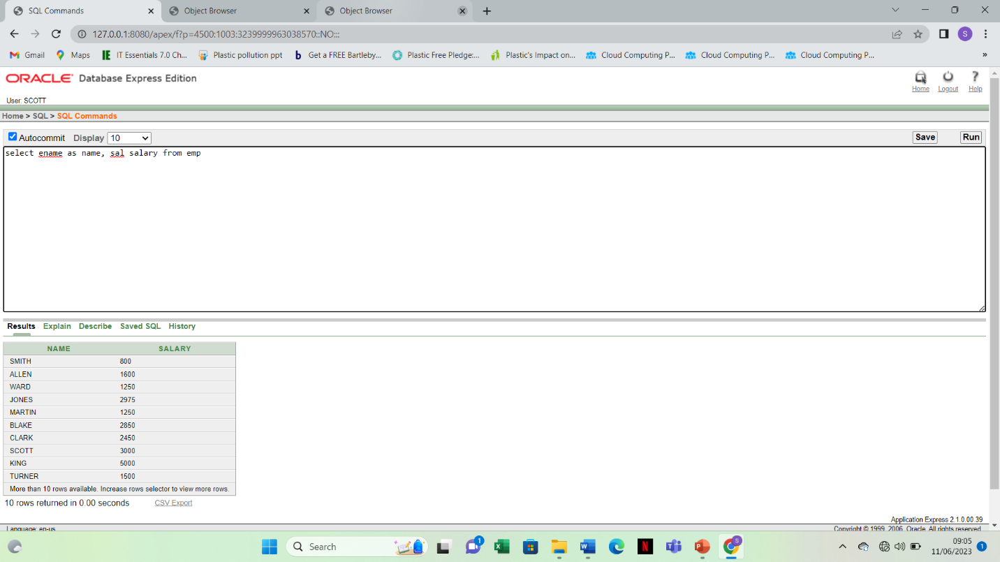 SQL Commands
Object Browser
Object Browser
127.0.0.1:8080/apex/f?p=4500:1003:3239999963038570::NO:::
S
Gmail Maps IT Essentials 7.0 Ch... Plastic pollution ppt Get a FREE Bartleby... Plastic Free Pledge:... Plastic's Impact on... Cloud Computing P... Cloud Computing P... Cloud Computing P... »
ORACLE Database Express Edition
Home Logout Help
User: SCOTT
Home > SQL > SQL Commands
Autocommit Display 10 Save Run
select ename as name, sal salary from emp
Results Explain Describe Saved SQL History
NAME SALARY
SMITH 800
ALLEN 1600
WARD 1250
JONES 2975
MARTIN 1250
BLAKE 2850
CLARK 2450
SCOTT 3000
KING 5000
TURNER 1500
More than 10 rows available. Increase rows selector to view more rows.
10 rows returned in 0.00 seconds CSV Export
Application Express 2.1.0.00.39
Language: en-us Copyright © 1999, 2006, Oracle. All rights reserved.
Search
1
09:05
11/06/2023
1